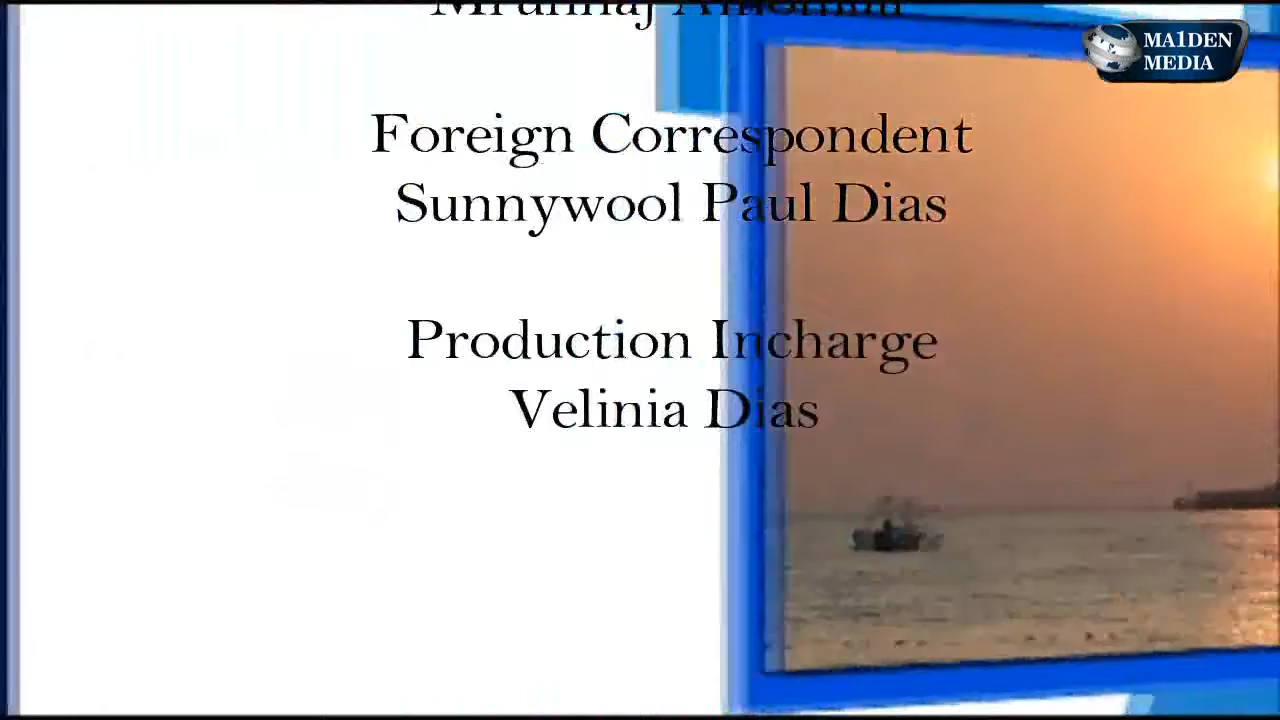 MA1DEN
MEDIA
Foreign Correspondent
Sunnywool Paul Dias
Production Incharge
Velinia Dias